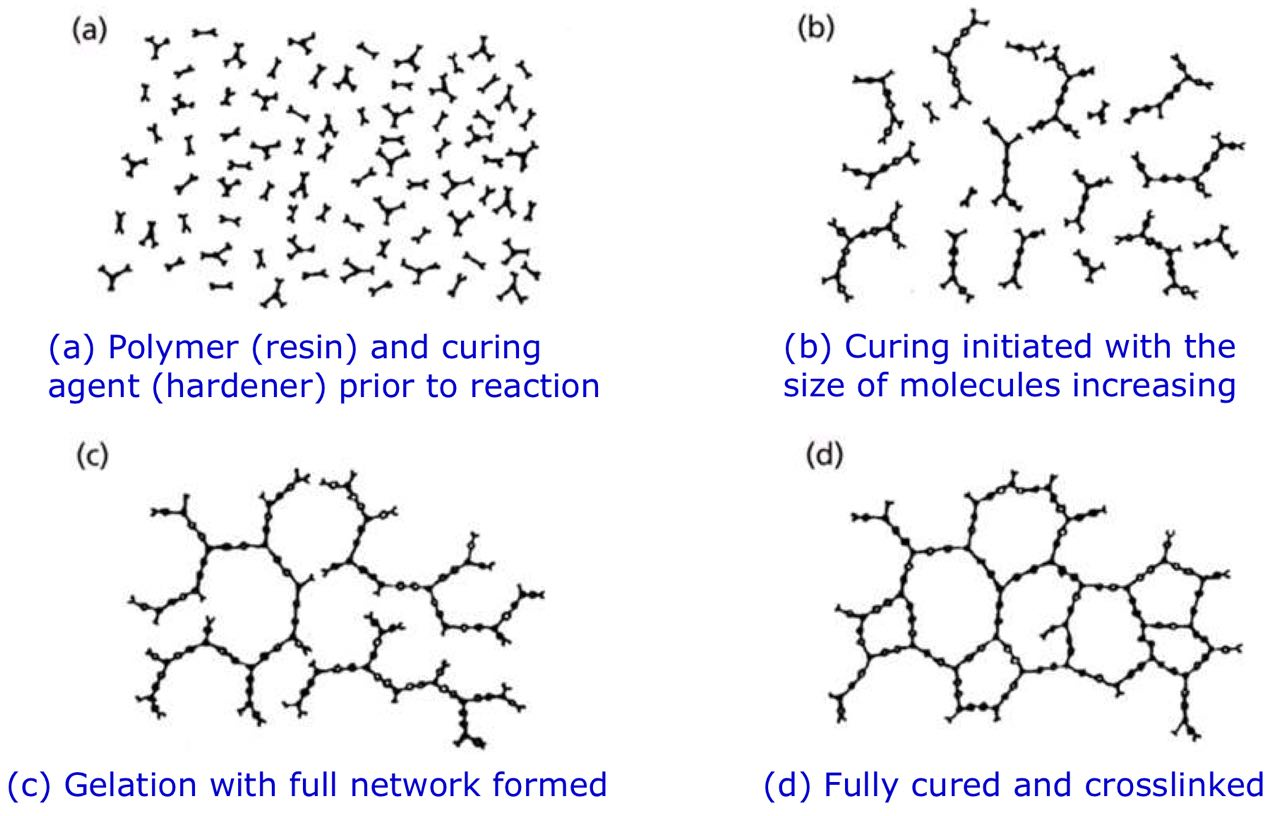 (a)
(b)
(a) Polymer (resin) and curing
agent (hardener) prior to reaction
(b) Curing initiated with the
size of molecules increasing
(c)
(d)
(c) Gelation with full network formed
(d) Fully cured and crosslinked